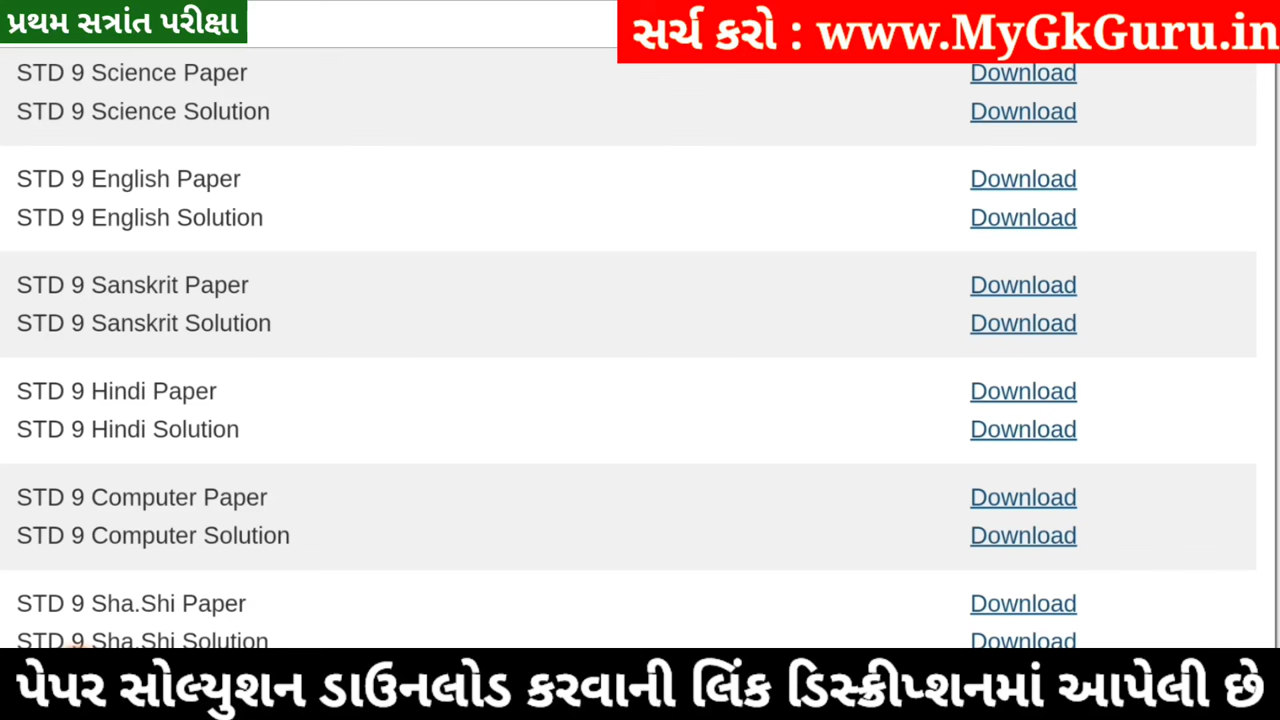 પ્રથમ સત્રાંત પરીક્ષા
સર્ચ કરો : www.MyGkGuru.in
STD 9 Science Paper Download
STD 9 Science Solution Download
STD 9 English Paper Download
STD 9 English Solution Download
STD 9 Sanskrit Paper Download
STD 9 Sanskrit Solution Download
STD 9 Hindi Paper Download
STD 9 Hindi Solution Download
STD 9 Computer Paper Download
STD 9 Computer Solution Download
STD 9 Sha.Shi Paper Download
STD 9 Sha.Shi Solution Download
પેપર સોલ્યુશન ડાઉનલોડ કરવાની લિંક ડિસ્ક્રીપ્શનમાં આપેલી છે